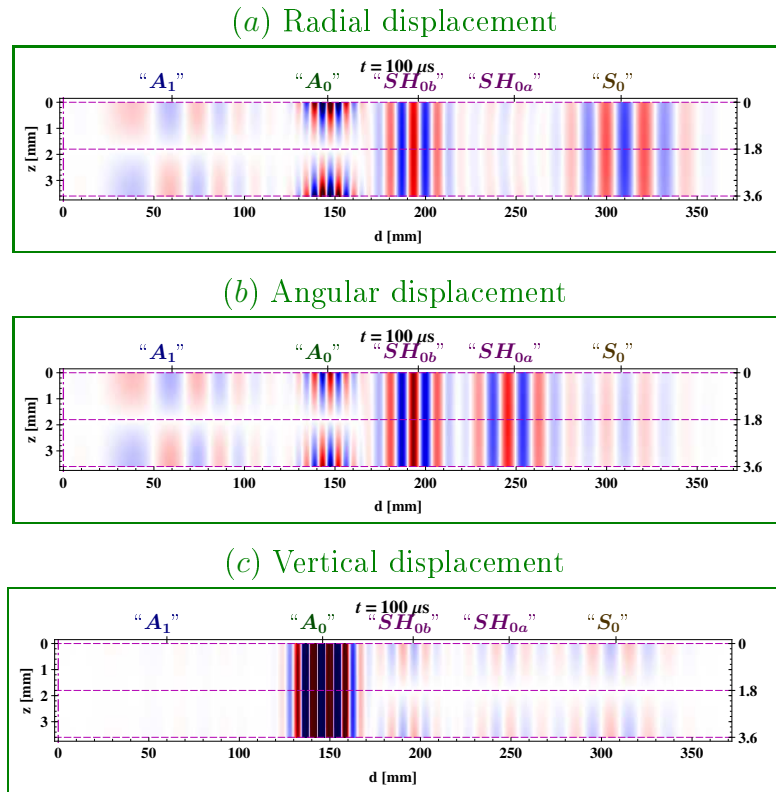 (a) Radial displacement
t = 100 μs
“A1” “A0” “SH0b” “SH0a” “S0”
0 0
1
z [mm] 1.8
2
3
3.6
0 50 100 150 200 250 300 350
d [mm]
(b) Angular displacement
t = 100 μs
“A1” “A0” “SH0b” “SH0a” “S0”
0 0
1
z [mm] 1.8
2
3
3.6
0 50 100 150 200 250 300 350
d [mm]
(c) Vertical displacement
t = 100 μs
“A1” “A0” “SH0b” “SH0a” “S0”
0 0
1
z [mm] 1.8
2
3
3.6
0 50 100 150 200 250 300 350
d [mm]